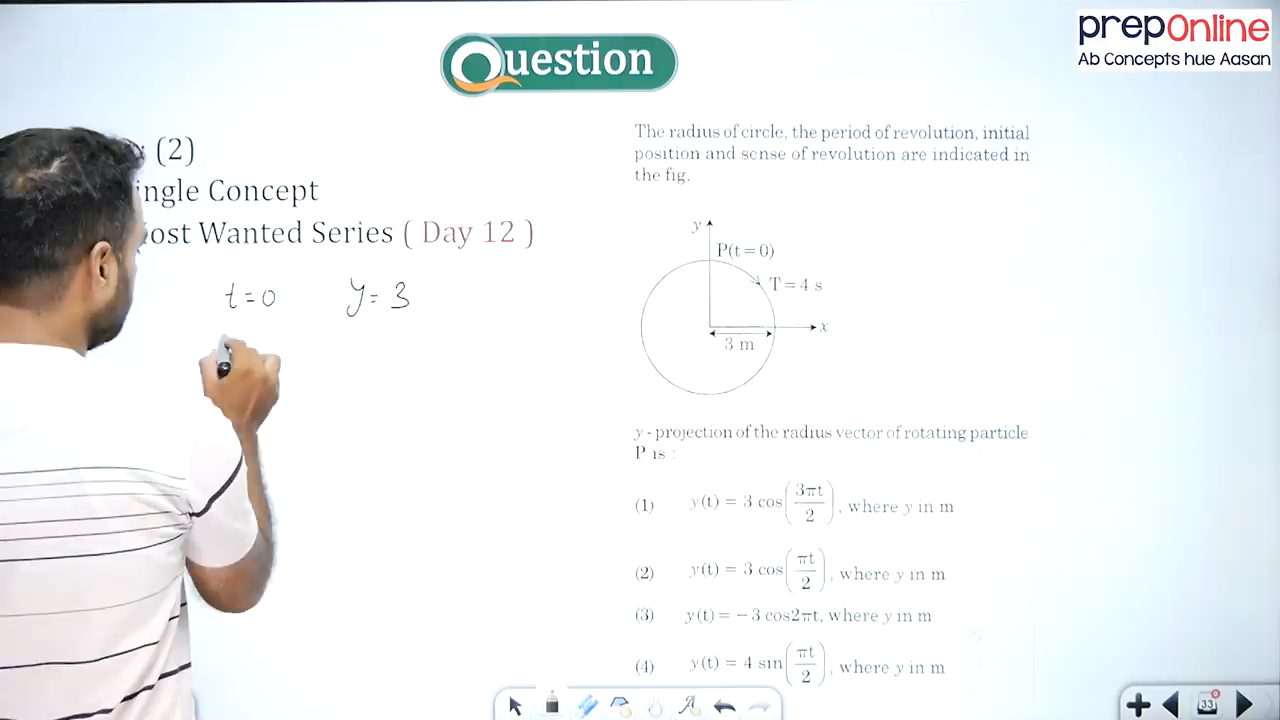 prepOnline
Ab Concepts hue Aasan
Question
(2)
ingle Concept
ost Wanted Series ( Day 12 )
t = 0 y = 3
The radius of circle, the period of revolution, initial
position and sense of revolution are indicated in
the fig.
y
P(t = 0)
T = 4 s
x
3 m
y - projection of the radius vector of rotating particle
P is :
(1) y(t) = 3 cos(3πt/2), where y in m
(2) y(t) = 3 cos(πt/2), where y in m
(3) y(t) = − 3 cos2πt, where y in m
(4) y(t) = 4 sin(πt/2), where y in m
33